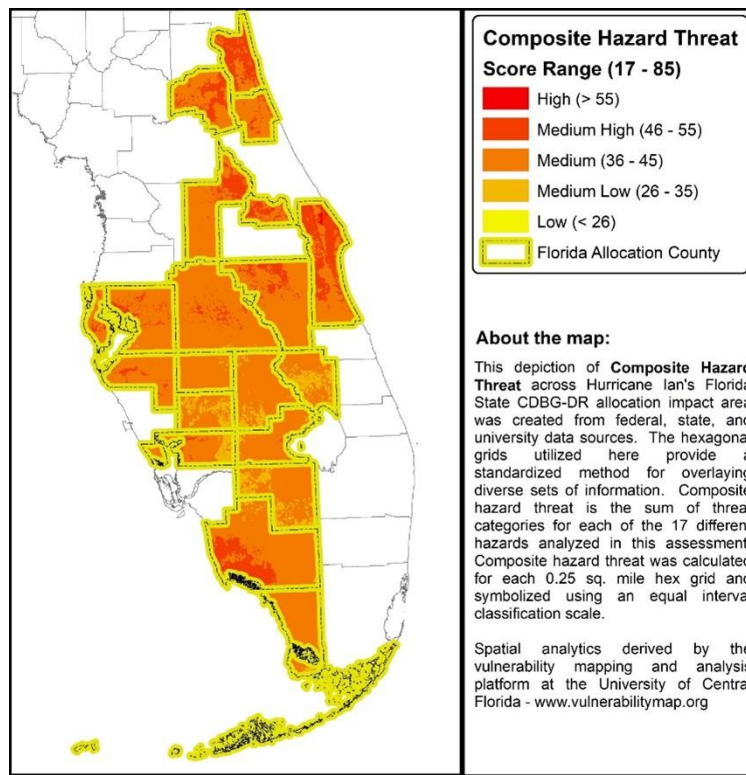 Composite Hazard Threat
Score Range (17 - 85)
High (> 55)
Medium High (46 - 55)
Medium (36 - 45)
Medium Low (26 - 35)
Low (< 26)
Florida Allocation County
About the map:
This depiction of Composite Hazard
Threat across Hurricane Ian's Florida
State CDBG-DR allocation impact area
was created from federal, state, and
university data sources. The hexagona
grids utilized here provide a
standardized method for overlaying
diverse sets of information. Composite
hazard threat is the sum of threa
categories for each of the 17 differen
hazards analyzed in this assessment
Composite hazard threat was calculated
for each 0.25 sq. mile hex grid and
symbolized using an equal interva
classification scale.
Spatial analytics derived by the
vulnerability mapping and analysis
platform at the University of Centra
Florida - www.vulnerabilitymap.org